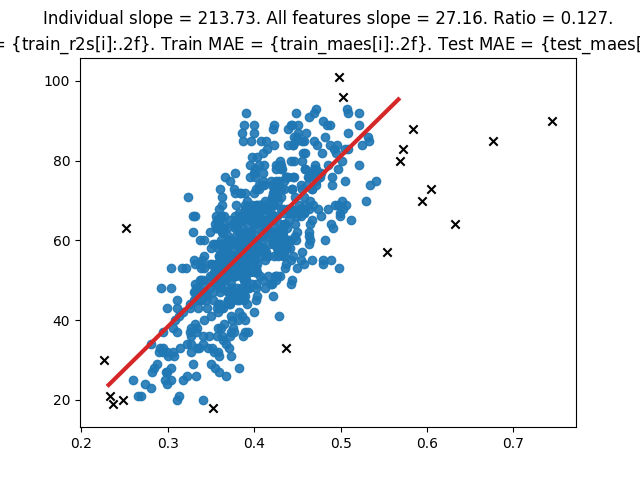 Individual slope = 213.73. All features slope = 27.16. Ratio = 0.127.
= {train_r2s[i]:.2f}. Train MAE = {train_maes[i]:.2f}. Test MAE = {test_maes[
100
80
60
40
20
0.2 0.3 0.4 0.5 0.6 0.7